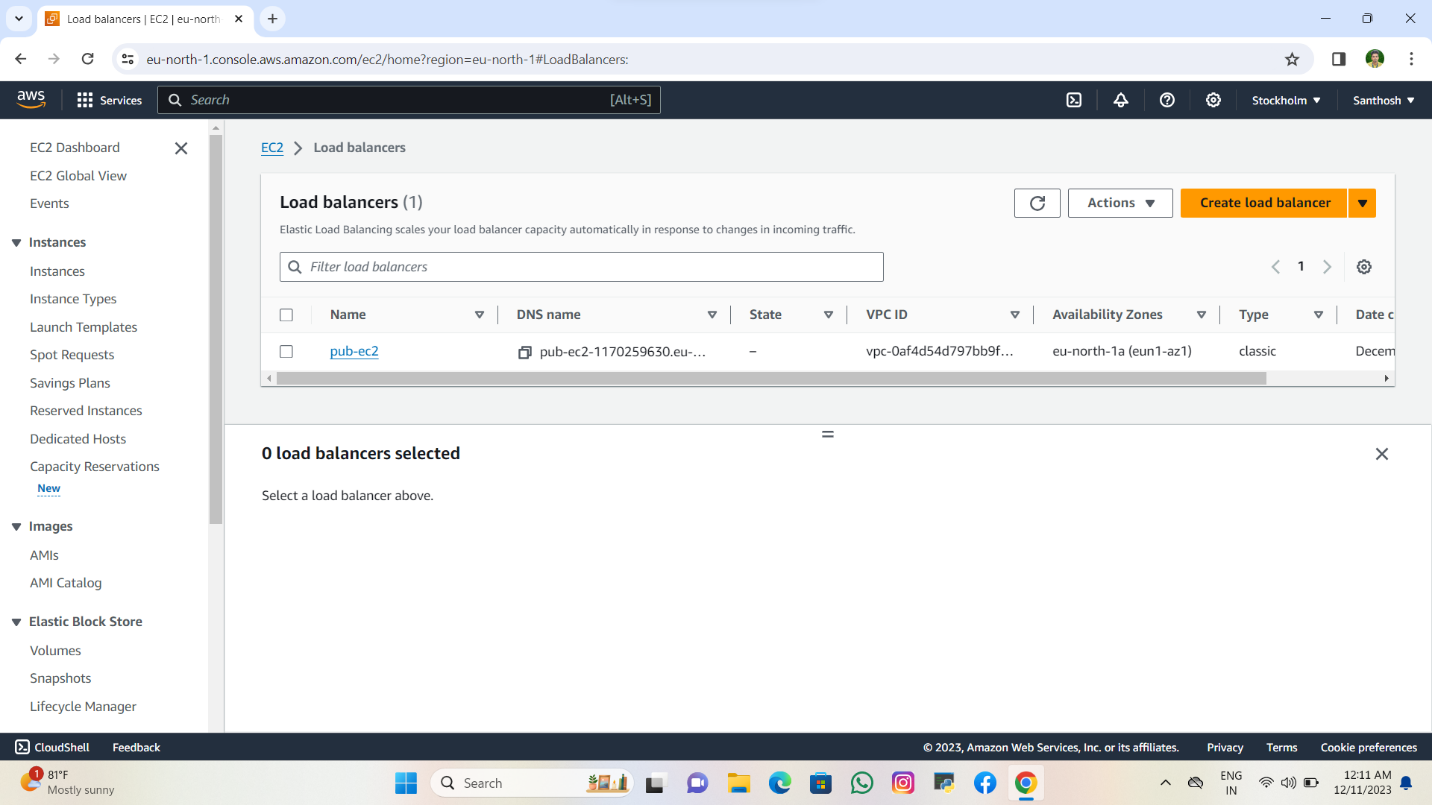 Load balancers | EC2 | eu-north
eu-north-1.console.aws.amazon.com/ec2/home?region=eu-north-1#LoadBalancers:
aws
Services
Search
[Alt+S]
Stockholm
Santhosh
EC2 Dashboard
EC2 Global View
Events
Instances
Instances
Instance Types
Launch Templates
Spot Requests
Savings Plans
Reserved Instances
Dedicated Hosts
Capacity Reservations
New
Images
AMIs
AMI Catalog
Elastic Block Store
Volumes
Snapshots
Lifecycle Manager
EC2 > Load balancers
Load balancers (1)
Actions
Create load balancer
Elastic Load Balancing scales your load balancer capacity automatically in response to changes in incoming traffic.
Filter load balancers
1
Name DNS name State VPC ID Availability Zones Type Date c
pub-ec2 pub-ec2-1170259630.eu-... – vpc-0af4d54d797bb9f... eu-north-1a (eun1-az1) classic Decem
0 load balancers selected
Select a load balancer above.
CloudShell Feedback © 2023, Amazon Web Services, Inc. or its affiliates. Privacy Terms Cookie preferences
1
81°F
Mostly sunny
Search
ENG
IN
12:11 AM
12/11/2023